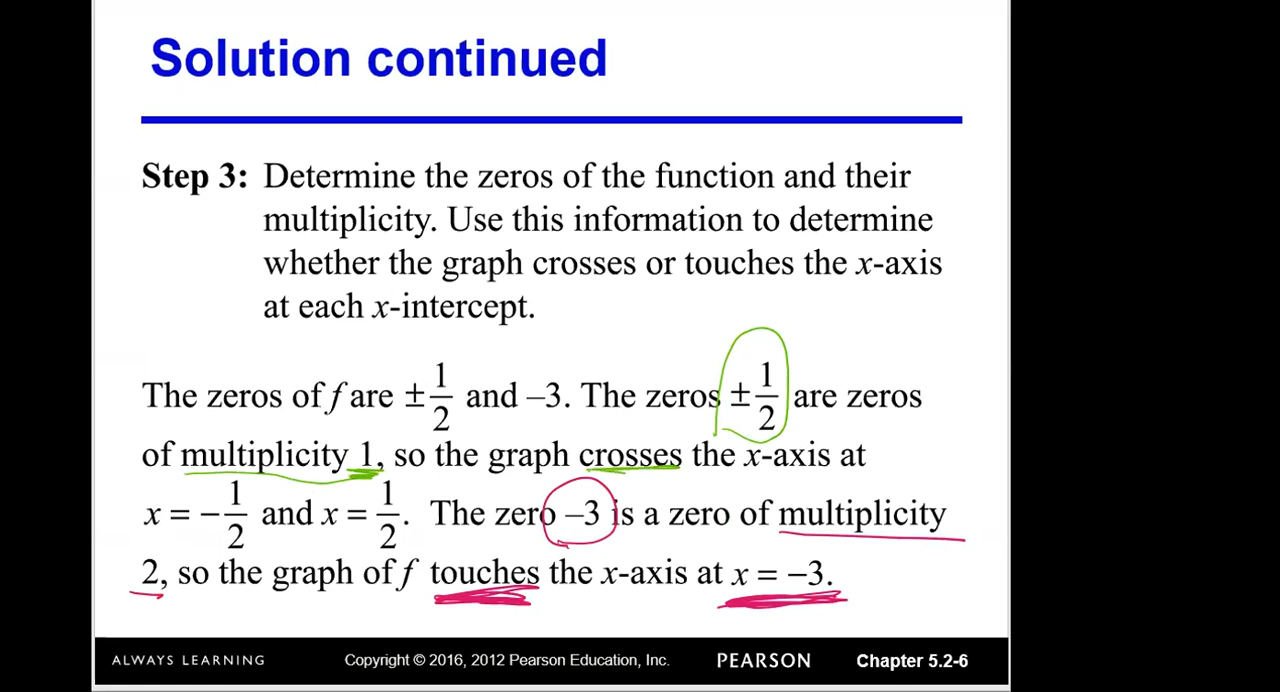 Solution continued
Step 3: Determine the zeros of the function and their
multiplicity. Use this information to determine
whether the graph crosses or touches the x-axis
at each x-intercept.
The zeros of f are ±1/2 and –3. The zeros ±1/2 are zeros
of multiplicity 1, so the graph crosses the x-axis at
x = −1/2 and x = 1/2. The zero –3 is a zero of multiplicity
2, so the graph of f touches the x-axis at x = −3.
ALWAYS LEARNING Copyright © 2016, 2012 Pearson Education, Inc. PEARSON Chapter 5.2-6